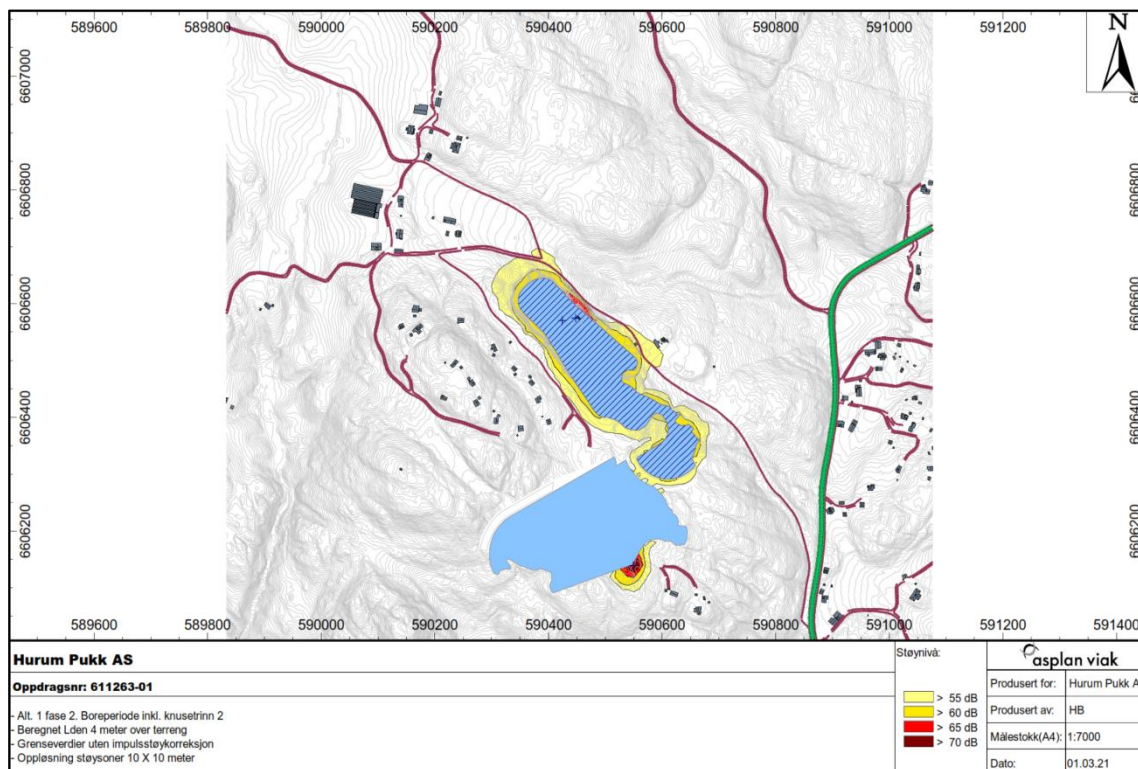 589600 589800 590000 590200 590400 590600 590800 591000 591200
N
6607000
6606800 6606800
6606600 6606600
6606400 6606400
6606200 6606200
589600 589800 590000 590200 590400 590600 590800 591000 591200 591400
Hurum Pukk AS
Oppdragsnr: 611263-01
- Alt. 1 fase 2. Boreperiode inkl. knusetrinn 2
- Beregnet Lden 4 meter over terreng
- Grenseverdier uten impulsstøykorreksjon
- Oppløsning støysoner 10 X 10 meter
Støynivå:
> 55 dB
> 60 dB
> 65 dB
> 70 dB
asplan viak
Produsert for: Hurum Pukk A
Produsert av: HB
Målestokk(A4): 1:7000
Dato: 01.03.21